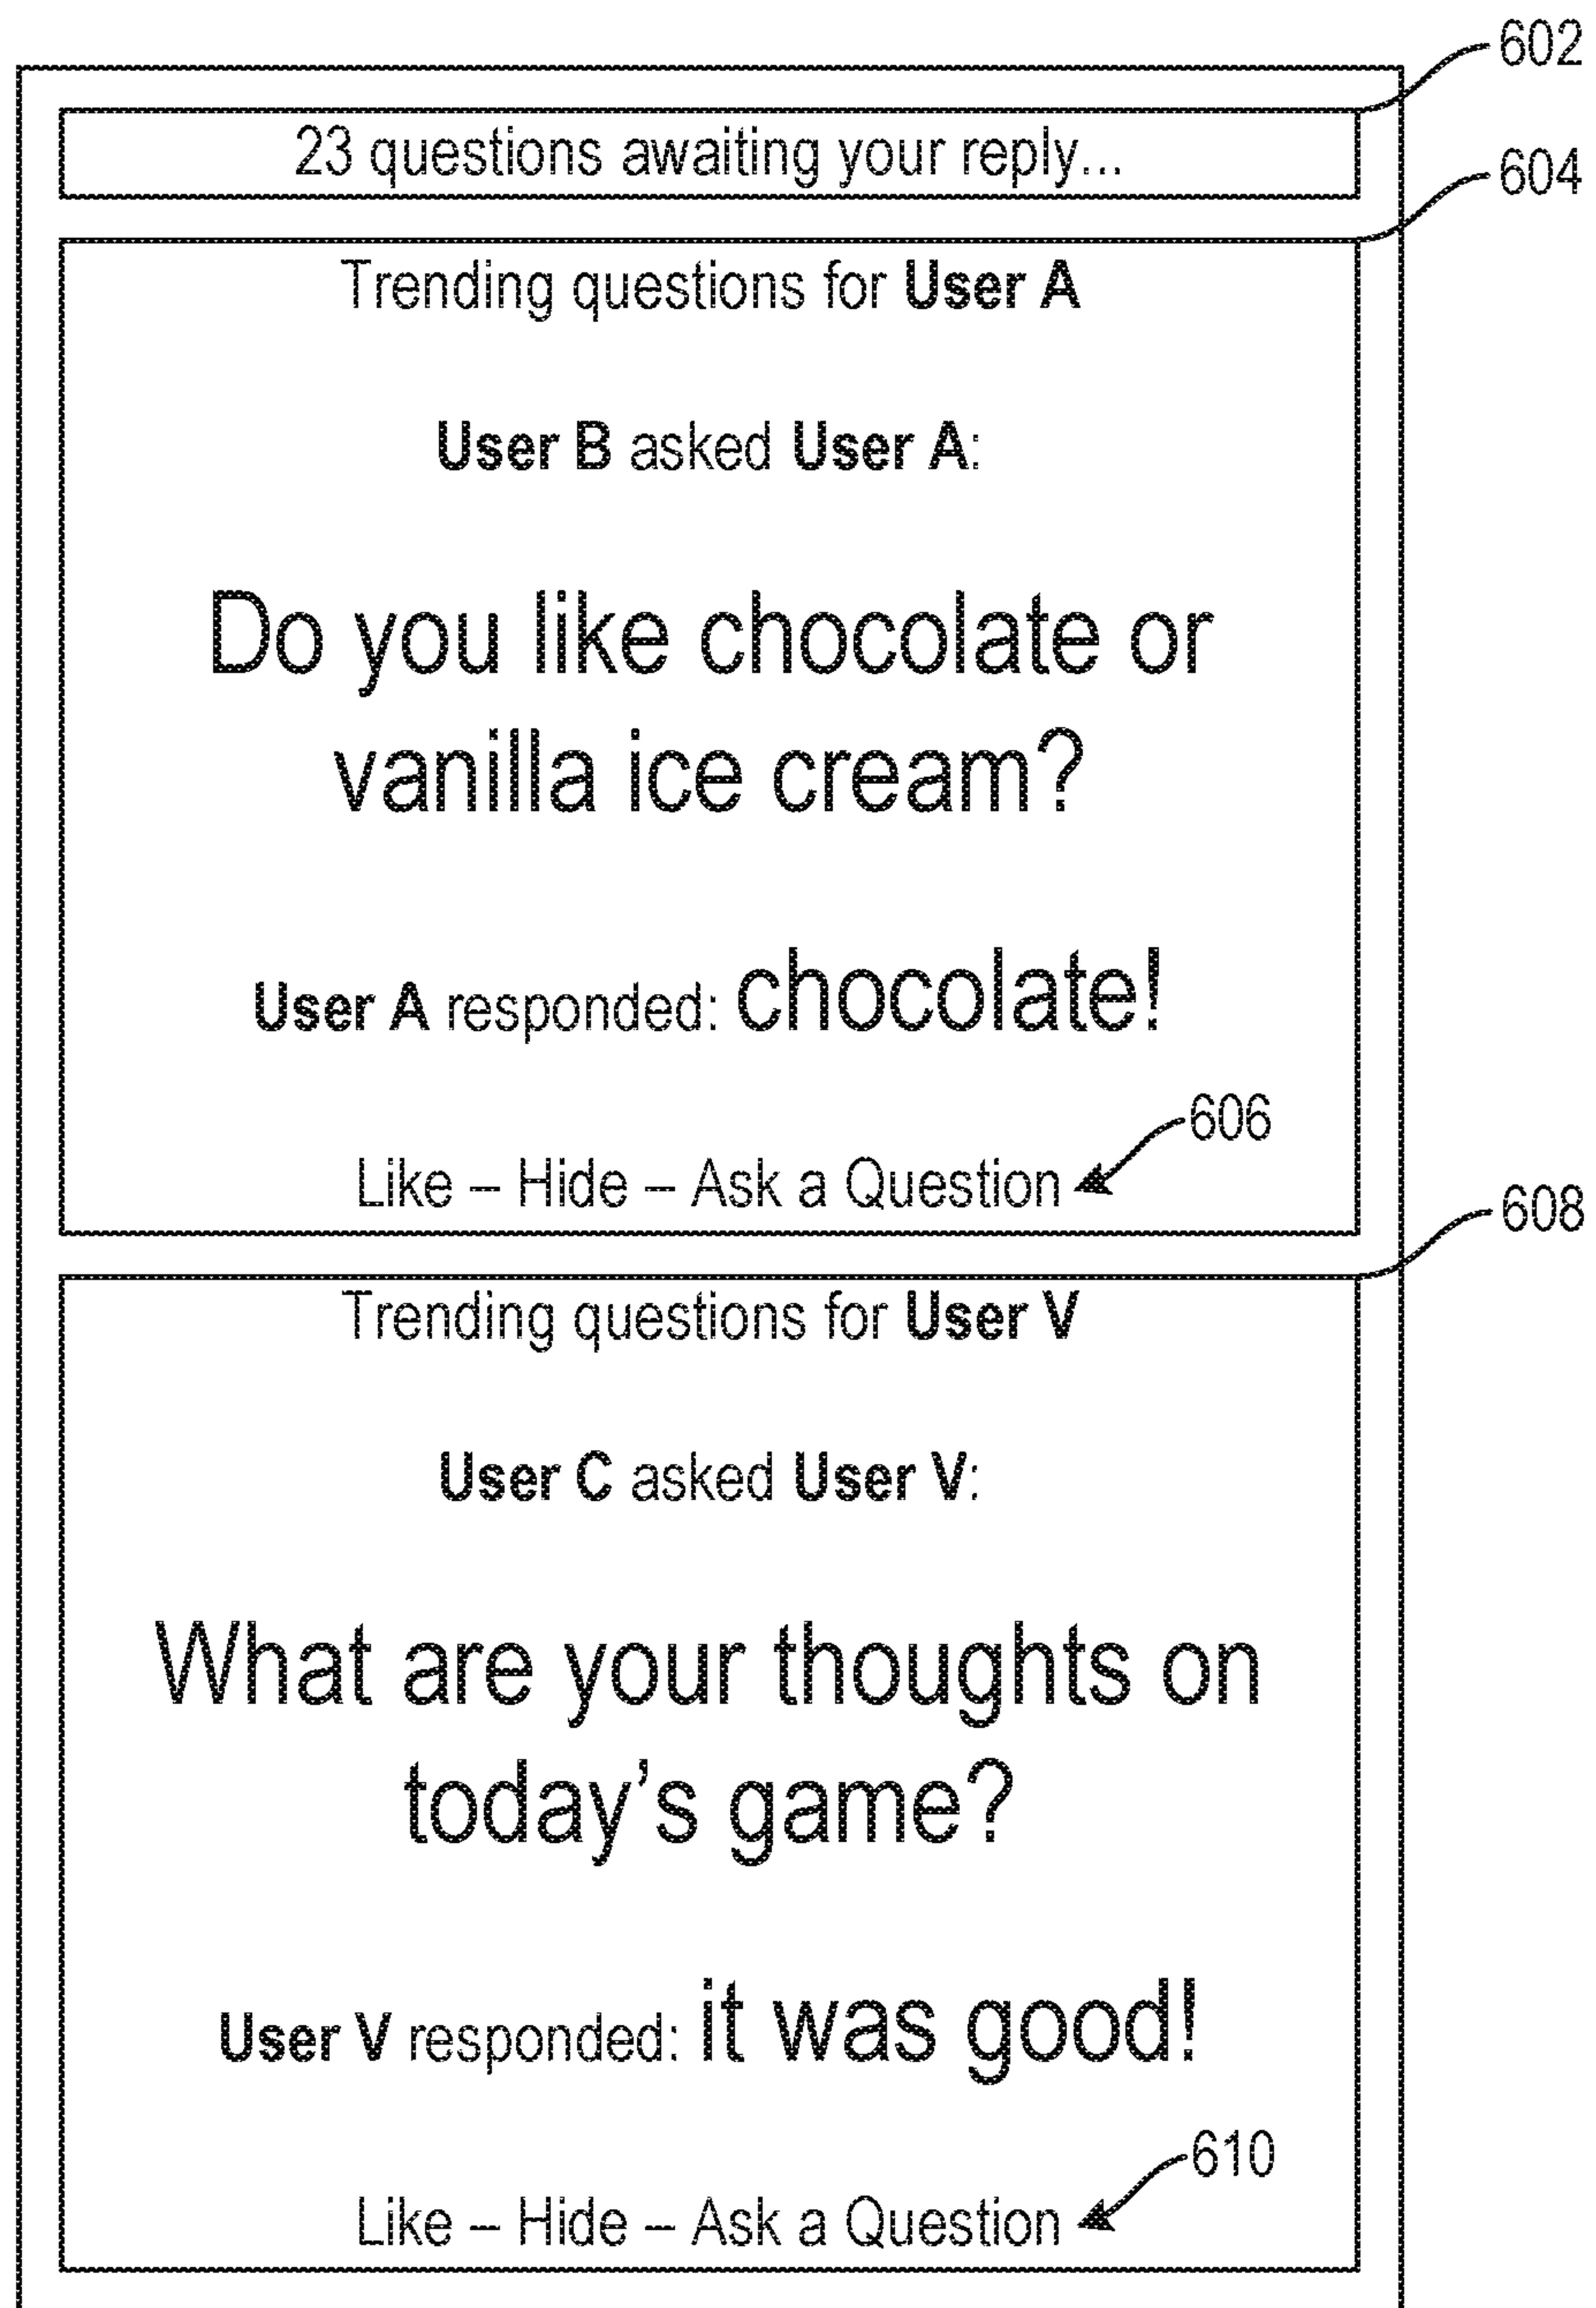 602
23 questions awaiting your reply...
604
Trending questions for User A
User B asked User A:
Do you like chocolate or
vanilla ice cream?
User A responded: chocolate!
606
Like – Hide – Ask a Question
608
Trending questions for User V
User C asked User V:
What are your thoughts on
today’s game?
User V responded: it was good!
610
Like – Hide – Ask a Question